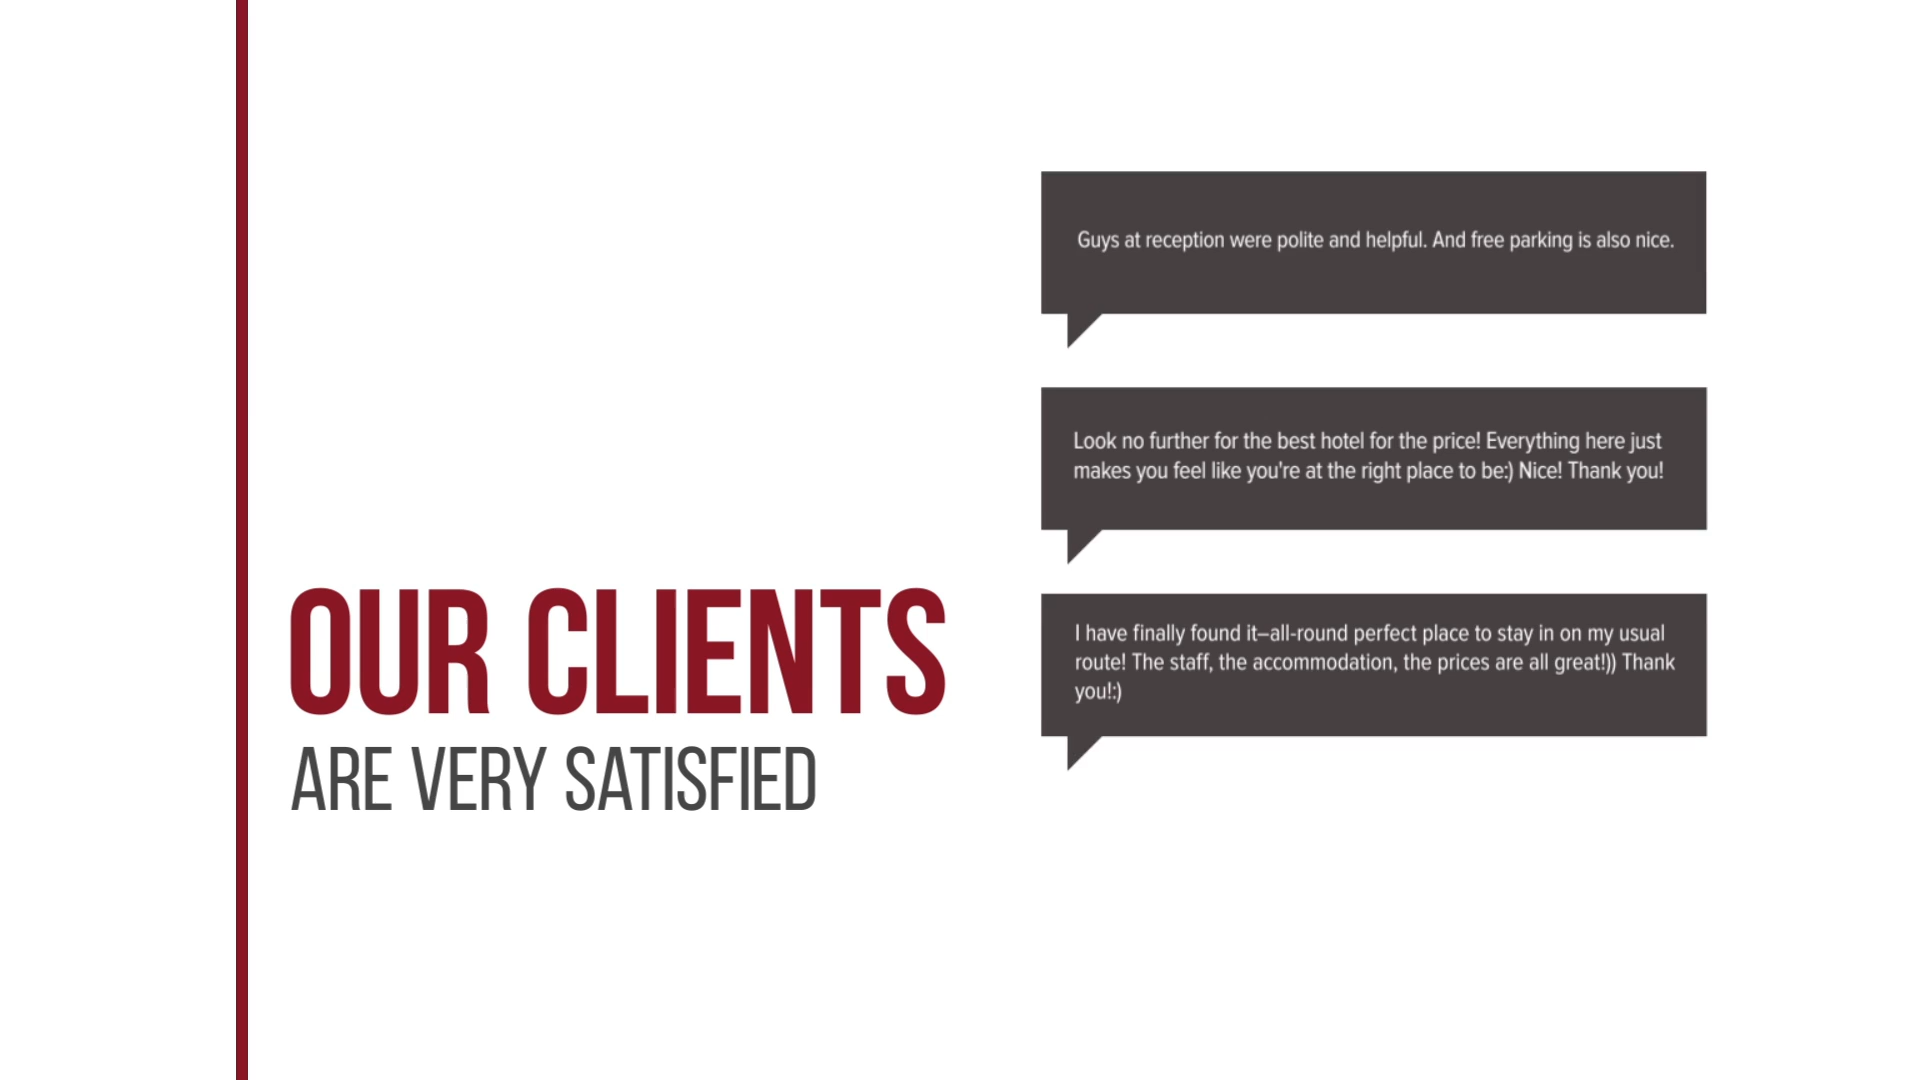 OUR CLIENTS
ARE VERY SATISFIED
Guys at reception were polite and helpful. And free parking is also nice.
Look no further for the best hotel for the price! Everything here just
makes you feel like you're at the right place to be:) Nice! Thank you!
I have finally found it–all-round perfect place to stay in on my usual
route! The staff, the accommodation, the prices are all great!)) Thank
you!:)